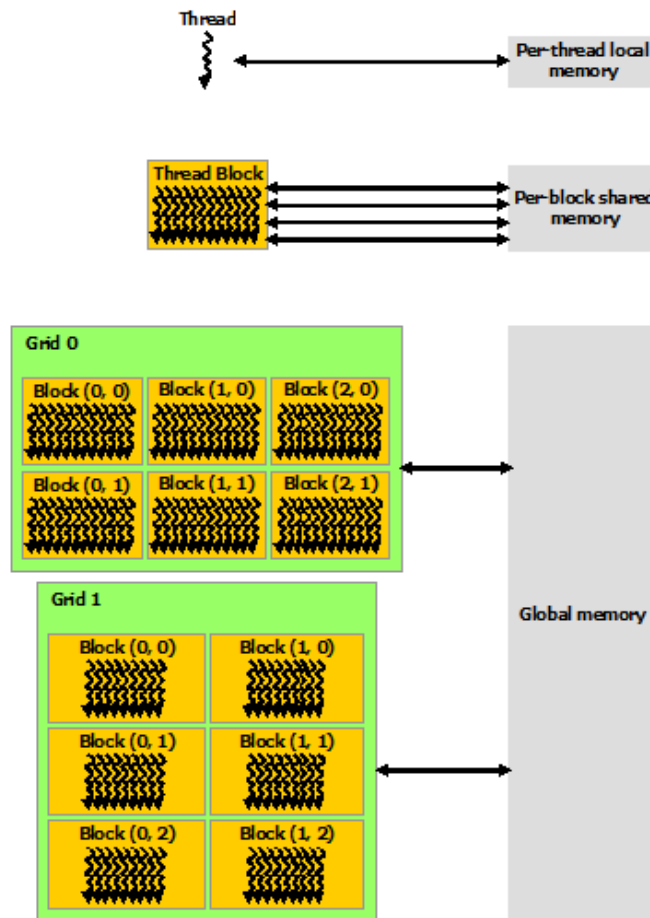 Thread
Per-thread local
memory
Thread Block
Per-block shared
memory
Grid 0
Block (0, 0) Block (1, 0) Block (2, 0)
Block (0, 1) Block (1, 1) Block (2, 1)
Grid 1
Global memory
Block (0, 0) Block (1, 0)
Block (0, 1) Block (1, 1)
Block (0, 2) Block (1, 2)